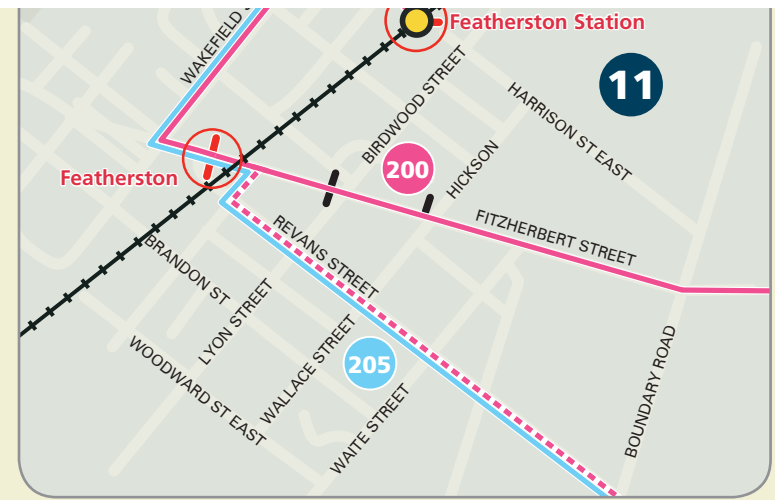 Featherston Station
WAKEFIELD
11
BIRDWOOD STREET
HARRISON ST EAST
200
HICKSON
Featherston
FITZHERBERT STREET
REVANS STREET
BRANDON ST
LYON STREET
205
WALLACE STREET
WOODWARD ST EAST
WAITE STREET
BOUNDARY ROAD